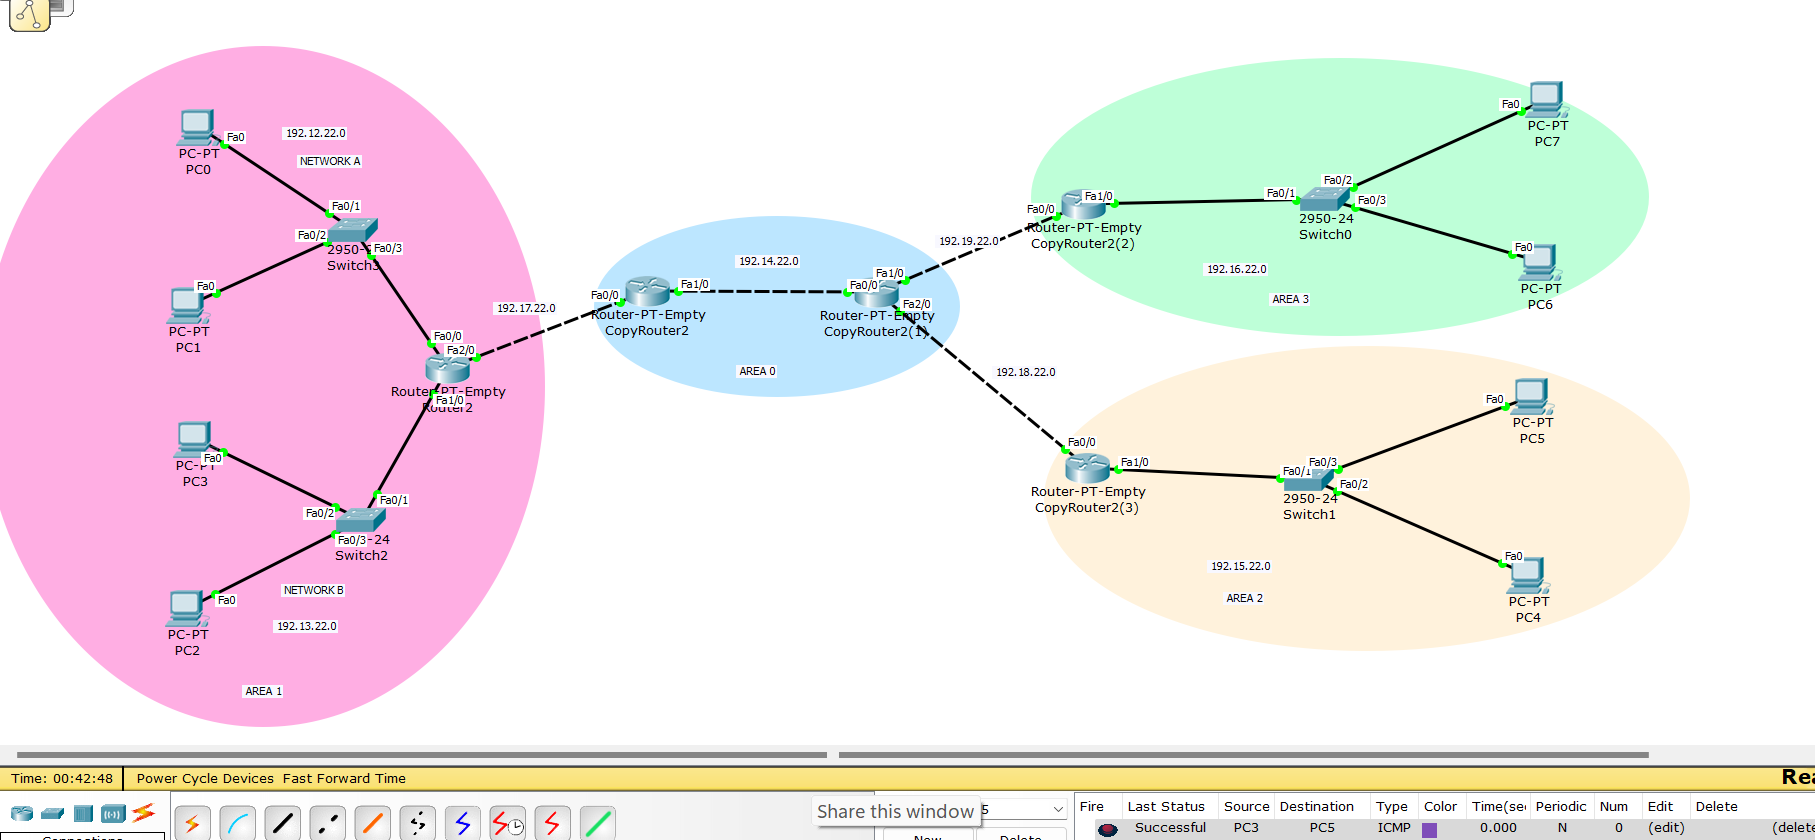 Fa0
PC-PT
PC0
192.12.22.0
NETWORK A
Fa0/1
Fa0/2
Fa0/3
Switch3
Fa0
PC-PT
PC1
Fa0/0
Fa2/0
Router-PT-Empty
Router2
Fa1/0
PC-PT
Fa0
PC3
Fa0/1
Fa0/2
Fa0/3
-24
Switch2
Fa0
PC-PT
PC2
NETWORK B
192.13.22.0
AREA 1
192.17.22.0
Fa0/0
Fa1/0
Router-PT-Empty
CopyRouter2
192.14.22.0
Fa0/0
Fa1/0
Fa2/0
Router-PT-Empty
CopyRouter2(1)
AREA 0
192.19.22.0
192.18.22.0
Fa0/0
Fa1/0
Router-PT-Empty
CopyRouter2(2)
Fa0/1
Fa0/2
Fa0/3
2950-24
Switch0
Fa0
PC-PT
PC7
Fa0
PC-PT
PC6
192.16.22.0
AREA 3
Fa0/0
Fa1/0
Router-PT-Empty
CopyRouter2(3)
Fa0/1
Fa0/3
Fa0/2
2950-24
Switch1
Fa0
PC-PT
PC5
Fa0
PC-PT
PC4
192.15.22.0
AREA 2
Time: 00:42:48
Power Cycle Devices Fast Forward Time
Share this window
Fire Last Status Source Destination Type Color Time(sec Periodic Num Edit Delete
Successful PC3 PC5 ICMP 0.000 N 0 (edit) (delete